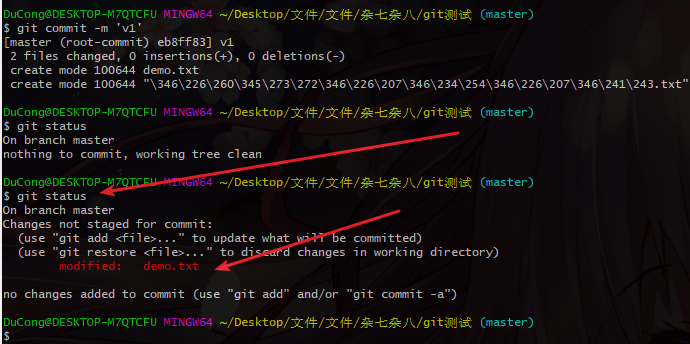 DuCong@DESKTOP-M7QTCFU MINGW64 ~/Desktop/文件/文件/杂七杂八/git测试 (master)
$ git commit -m 'v1'
[master (root-commit) eb8ff83] v1
 2 files changed, 0 insertions(+), 0 deletions(-)
 create mode 100644 demo.txt
 create mode 100644 "\346\226\260\345\273\272\346\226\207\346\234\254\346\226\207\346\241\243.txt"
DuCong@DESKTOP-M7QTCFU MINGW64 ~/Desktop/文件/文件/杂七杂八/git测试 (master)
$ git status
On branch master
nothing to commit, working tree clean
DuCong@DESKTOP-M7QTCFU MINGW64 ~/Desktop/文件/文件/杂七杂八/git测试 (master)
$ git status
On branch master
Changes not staged for commit:
  (use "git add <file>..." to update what will be committed)
  (use "git restore <file>..." to discard changes in working directory)
        modified:   demo.txt
no changes added to commit (use "git add" and/or "git commit -a")
DuCong@DESKTOP-M7QTCFU MINGW64 ~/Desktop/文件/文件/杂七杂八/git测试 (master)
$